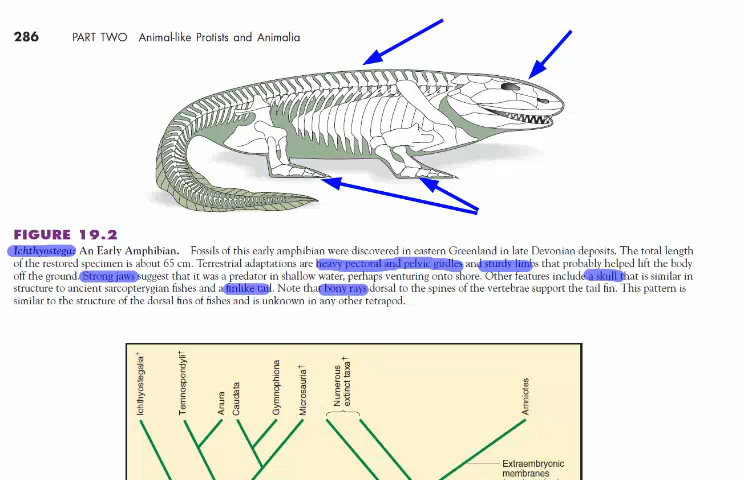 286 PART TWO Animal-like Protists and Animalia
FIGURE 19.2
Ichthyostega: An Early Amphibian. Fossils of this early amphibian were discovered in eastern Greenland in late Devonian deposits. The total length
of the restored specimen is about 65 cm. Terrestrial adaptations are heavy pectoral and pelvic girdles and sturdy limbs that probably helped lift the body
off the ground. Strong jaws suggest that it was a predator in shallow water, perhaps venturing onto shore. Other features include a skull that is similar in
structure to ancient sarcopterygian fishes and a finlike tail. Note that bony rays dorsal to the spines of the vertebrae support the tail fin. This pattern is
similar to the structure of the dorsal fins of fishes and is unknown in any other tetrapod.
Ichthyostegalia†
Temnospondyli†
Anura
Caudata
Gymnophiona
Microsauria†
Numerous
extinct taxa†
Amniotes
Extraembryonic
membranes